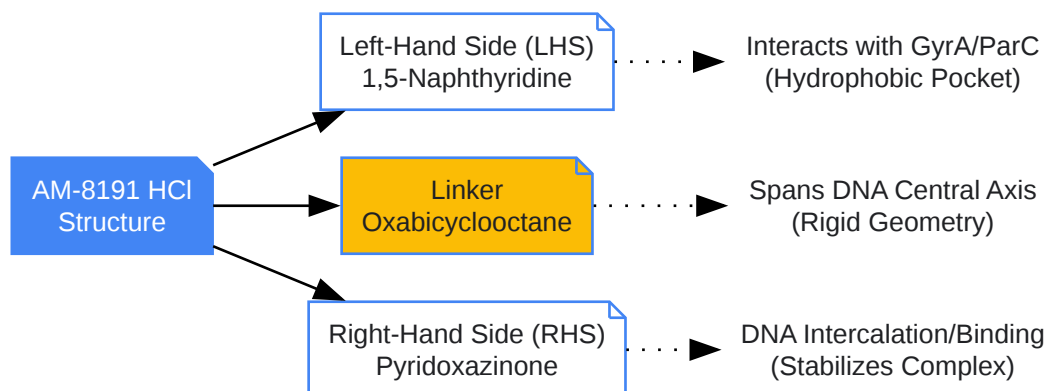 Left-Hand Side (LHS)
1,5-Naphthyridine
Interacts with GyrA/ParC
(Hydrophobic Pocket)
AM-8191 HCl
Structure
Linker
Oxabicyclooctane
Spans DNA Central Axis
(Rigid Geometry)
Right-Hand Side (RHS)
Pyridoxazinone
DNA Intercalation/Binding
(Stabilizes Complex)